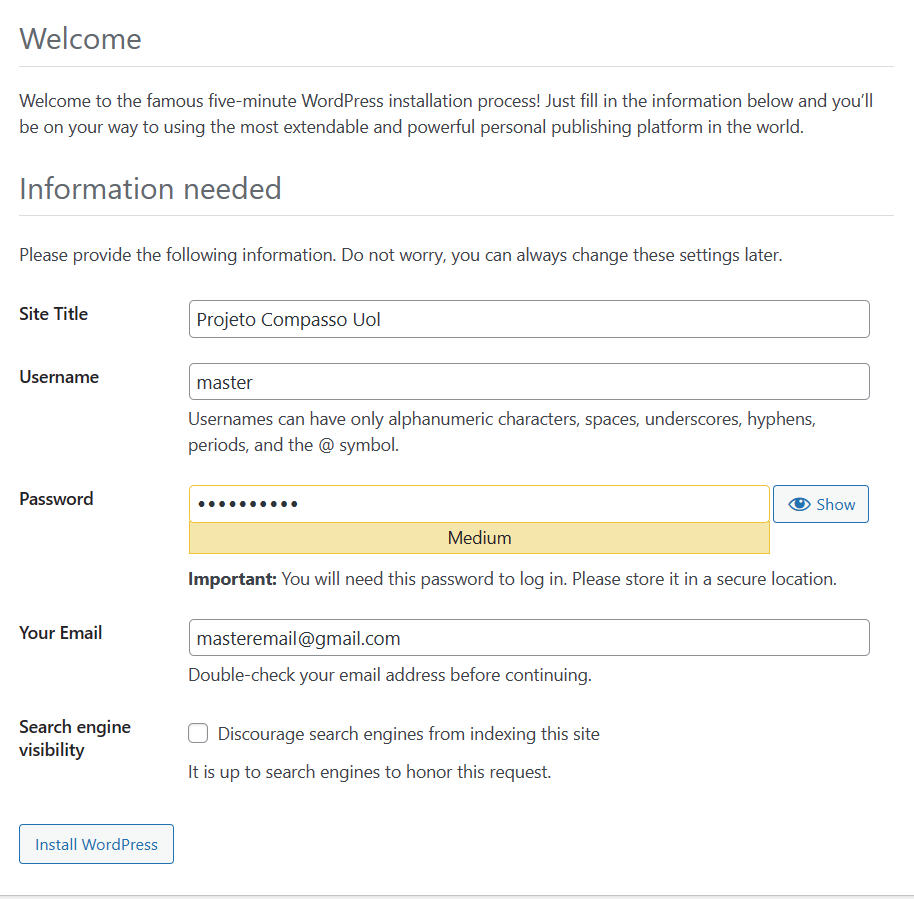 Welcome
Welcome to the famous five-minute WordPress installation process! Just fill in the information below and you’ll
be on your way to using the most extendable and powerful personal publishing platform in the world.
Information needed
Please provide the following information. Do not worry, you can always change these settings later.
Site Title
Projeto Compasso Uol
Username
master
Usernames can have only alphanumeric characters, spaces, underscores, hyphens,
periods, and the @ symbol.
Password
••••••••••
Show
Medium
Important: You will need this password to log in. Please store it in a secure location.
Your Email
masteremail@gmail.com
Double-check your email address before continuing.
Search engine
visibility
Discourage search engines from indexing this site
It is up to search engines to honor this request.
Install WordPress